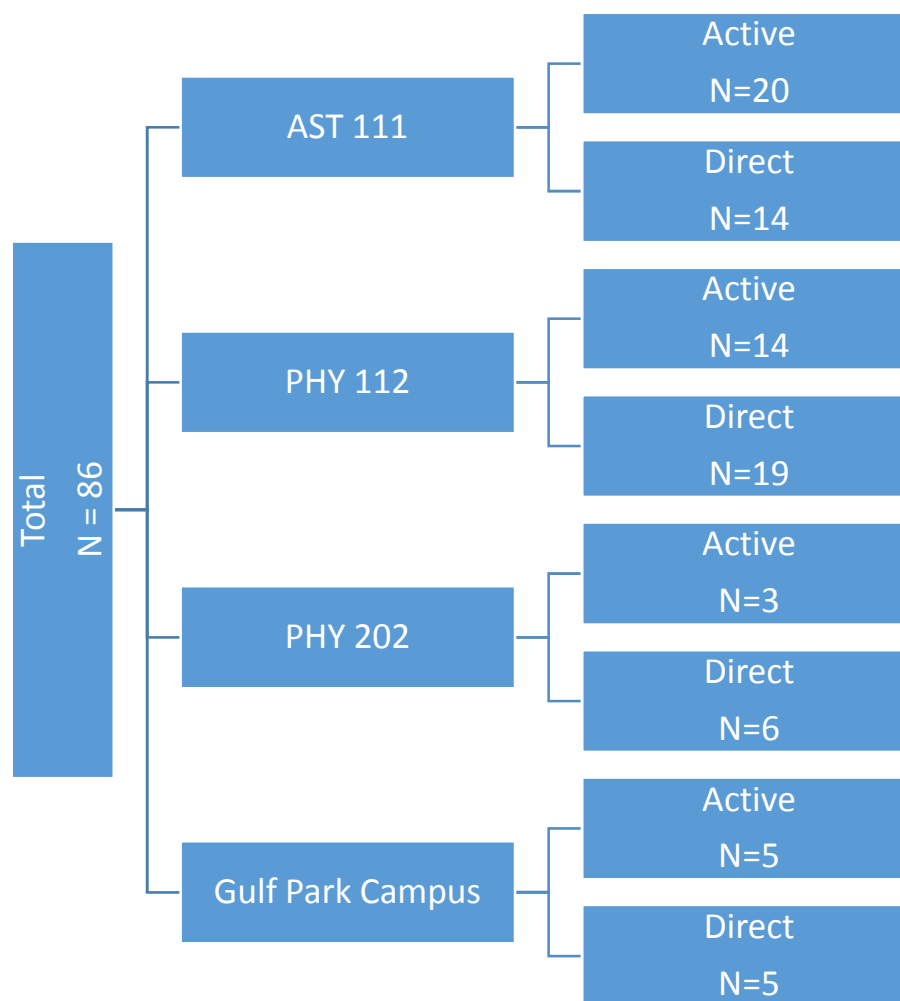 Total
N = 86
AST 111
Active
N=20
Direct
N=14
PHY 112
Active
N=14
Direct
N=19
PHY 202
Active
N=3
Direct
N=6
Gulf Park Campus
Active
N=5
Direct
N=5